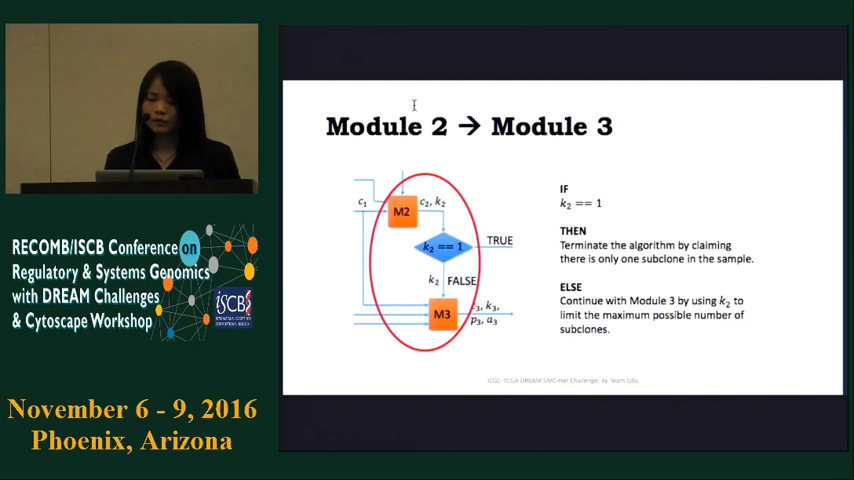 Module 2 → Module 3
c1
M2
c2, k2
k2 == 1
TRUE
k2
FALSE
M3
k3,
p3, a3
IF
k2 == 1
THEN
Terminate the algorithm by claiming
there is only one subclone in the sample.
ELSE
Continue with Module 3 by using k2 to
limit the maximum possible number of
subclones.
ICGC-TCGA DREAM SMC-Het Challenge, by Team GISL
RECOMB/ISCB Conference on
Regulatory & Systems Genomics
with DREAM Challenges
& Cytoscape Workshop
ISCB
November 6 - 9, 2016
Phoenix, Arizona